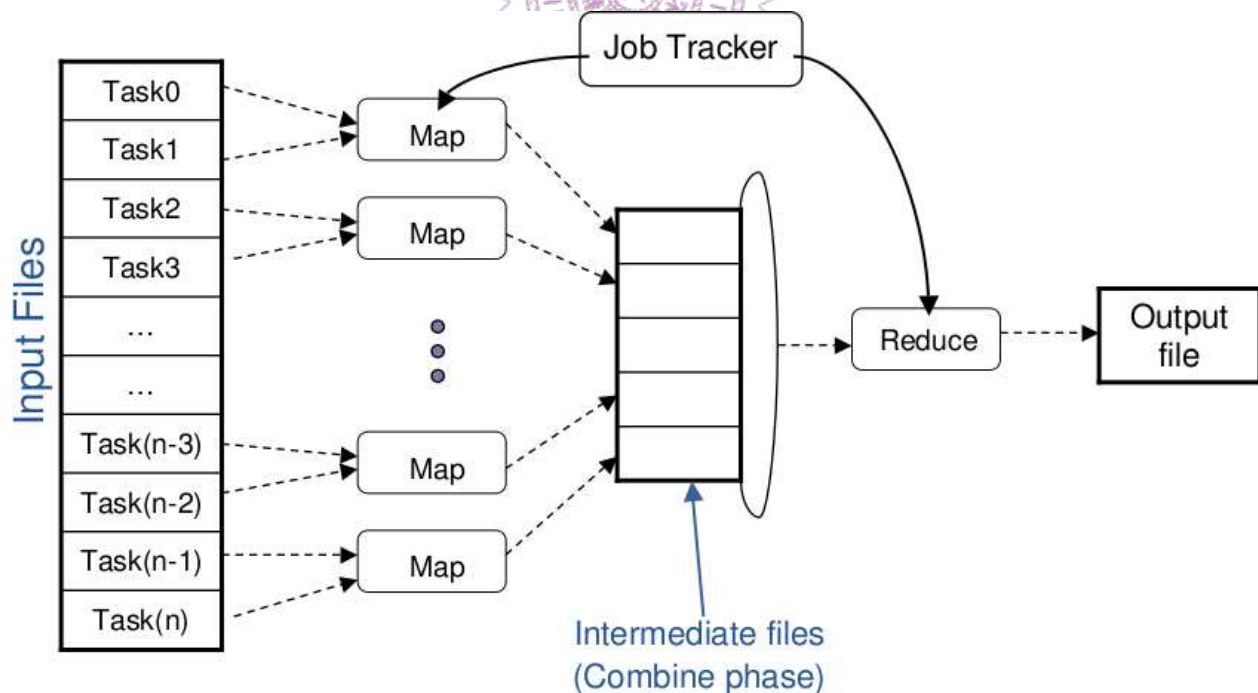 Job Tracker
Input Files
Task0
Task1
Task2
Task3
...
...
Task(n-3)
Task(n-2)
Task(n-1)
Task(n)
Map
Map
Map
Map
Reduce
Output
file
Intermediate files
(Combine phase)